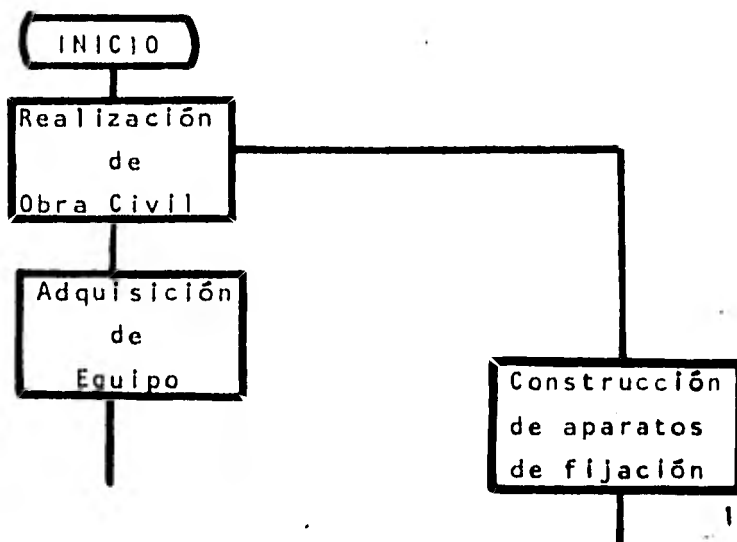 INICIO
Realización
de
Obra Civil
Adquisición
de
Equipo
Construcción
de aparatos
de fijación
1